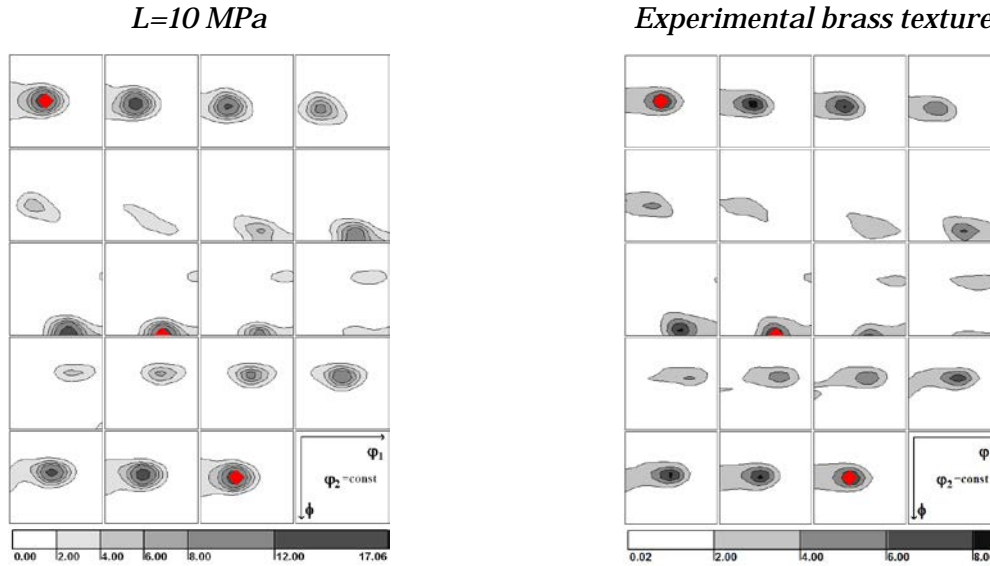 L=10 MPa
Experimental brass texture
φ₁
φ₂=const
ϕ
φ
φ₂=const
ϕ
0.00 2.00 4.00 6.00 8.00 12.00 17.06
0.02 2.00 4.00 6.00 8.0